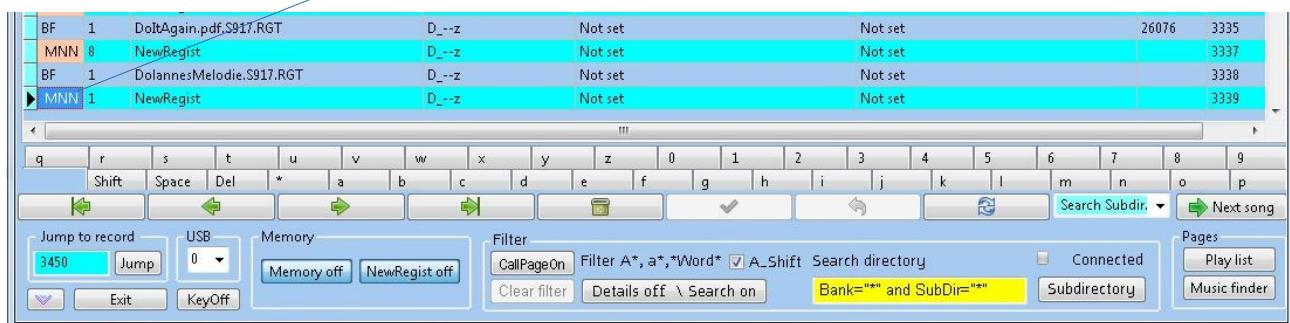 BF 1 DoItAgain.pdf.S917.RGT D_--z Not set Not set 26076 3335
MNN 8 NewRegist D_--z Not set Not set 3337
BF 1 DolannesMelodie.S917.RGT D_--z Not set Not set 3338
MNN 1 NewRegist D_--z Not set Not set 3339
q r s t u v w x y z 0 1 2 3 4 5 6 7 8 9
Shift Space Del * a b c d e f g h i j k l m n o p
Search Subdir. Next song
Jump to record USB Memory Filter Pages
3450 Jump 0 Memory off NewRegist off CallPageOn Filter A*, a*,*Word* A_Shift Search directory Connected Play list
Exit KeyOff Clear filter Details off \ Search on Bank="*" and SubDir="*" Subdirectory Music finder